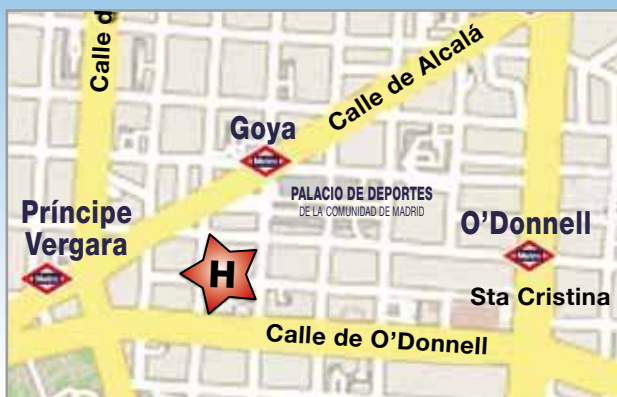 Calle d
Calle de Alcalá
Goya
Metro
PALACIO DE DEPORTES
DE LA COMUNIDAD DE MADRID
Príncipe
Vergara
Metro
O'Donnell
Metro
H
Sta Cristina
Calle de O'Donnell